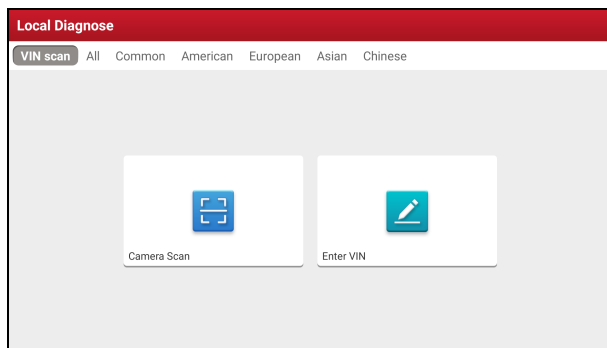 Local Diagnose
VIN scan All Common American European Asian Chinese
Camera Scan Enter VIN